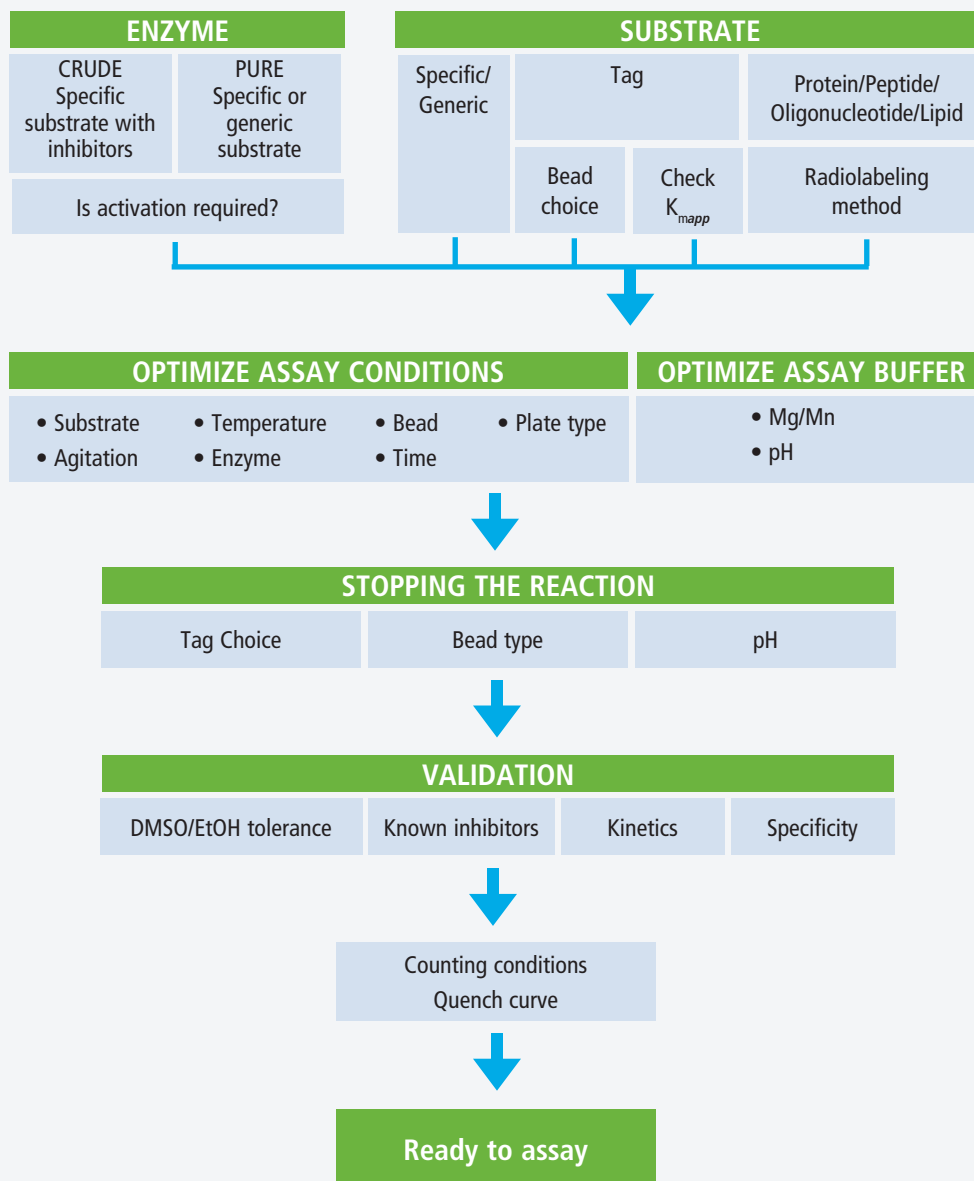 ENZYME
CRUDE
Specific
substrate with
inhibitors
PURE
Specific or
generic
substrate
Is activation required?
SUBSTRATE
Specific/
Generic
Tag
Protein/Peptide/
Oligonucleotide/Lipid
Bead
choice
Check
Kmapp
Radiolabeling
method
OPTIMIZE ASSAY CONDITIONS
• Substrate • Temperature • Bead • Plate type
• Agitation • Enzyme • Time
OPTIMIZE ASSAY BUFFER
• Mg/Mn
• pH
STOPPING THE REACTION
Tag Choice
Bead type
pH
VALIDATION
DMSO/EtOH tolerance
Known inhibitors
Kinetics
Specificity
Counting conditions
Quench curve
Ready to assay